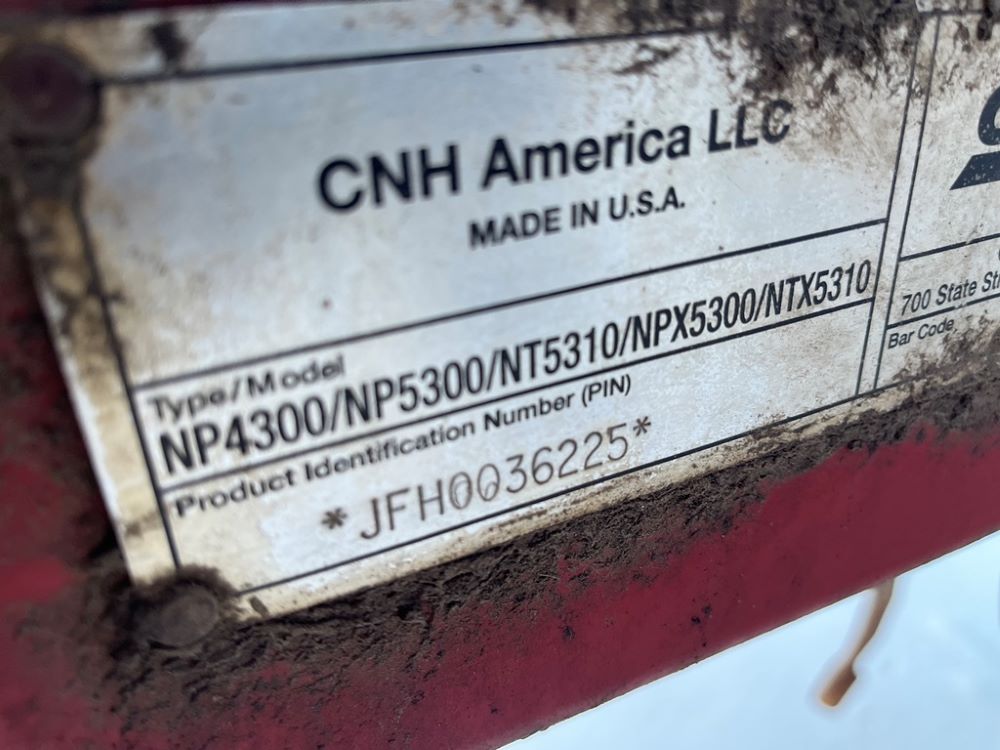 CNH America LLC
MADE IN U.S.A.
Type/Model
NP4300/NP5300/NT5310/NPX5300/NTX5310
Product Identification Number (PIN)
*JFH0036225*
700 State
Bar Code